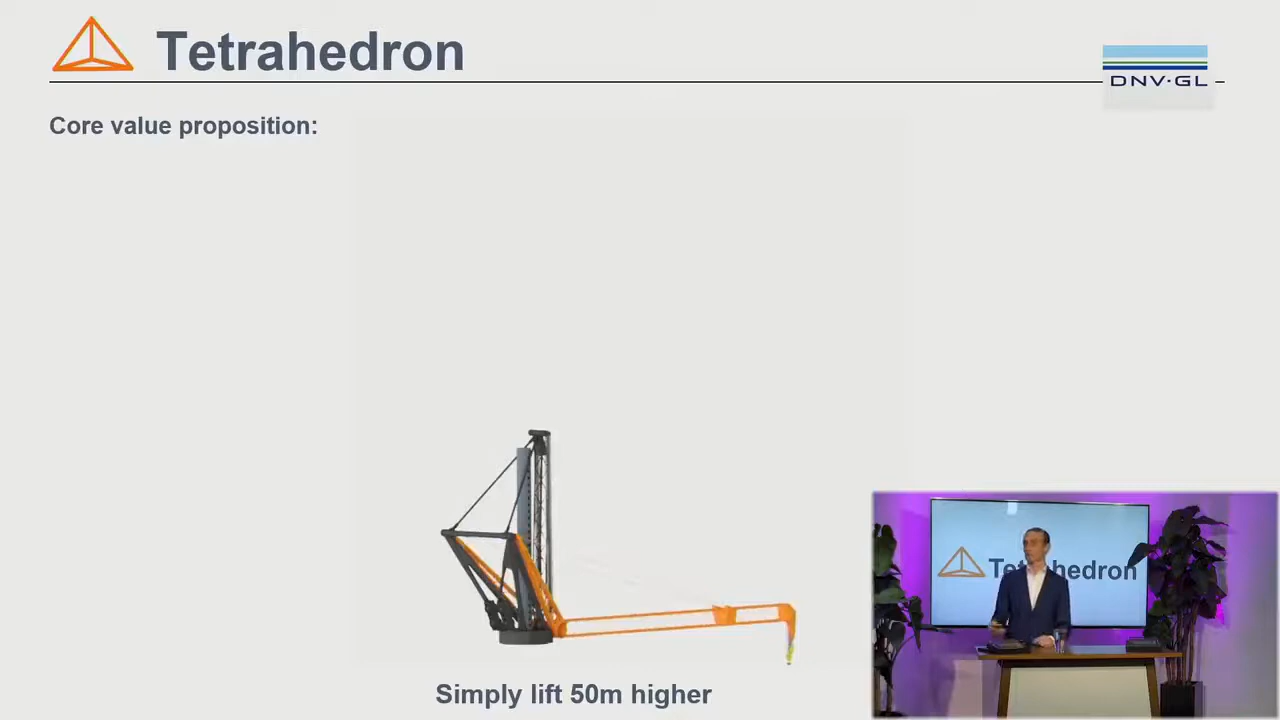 Tetrahedron
DNV·GL
Core value proposition:
Tetrahedron
Simply lift 50m higher